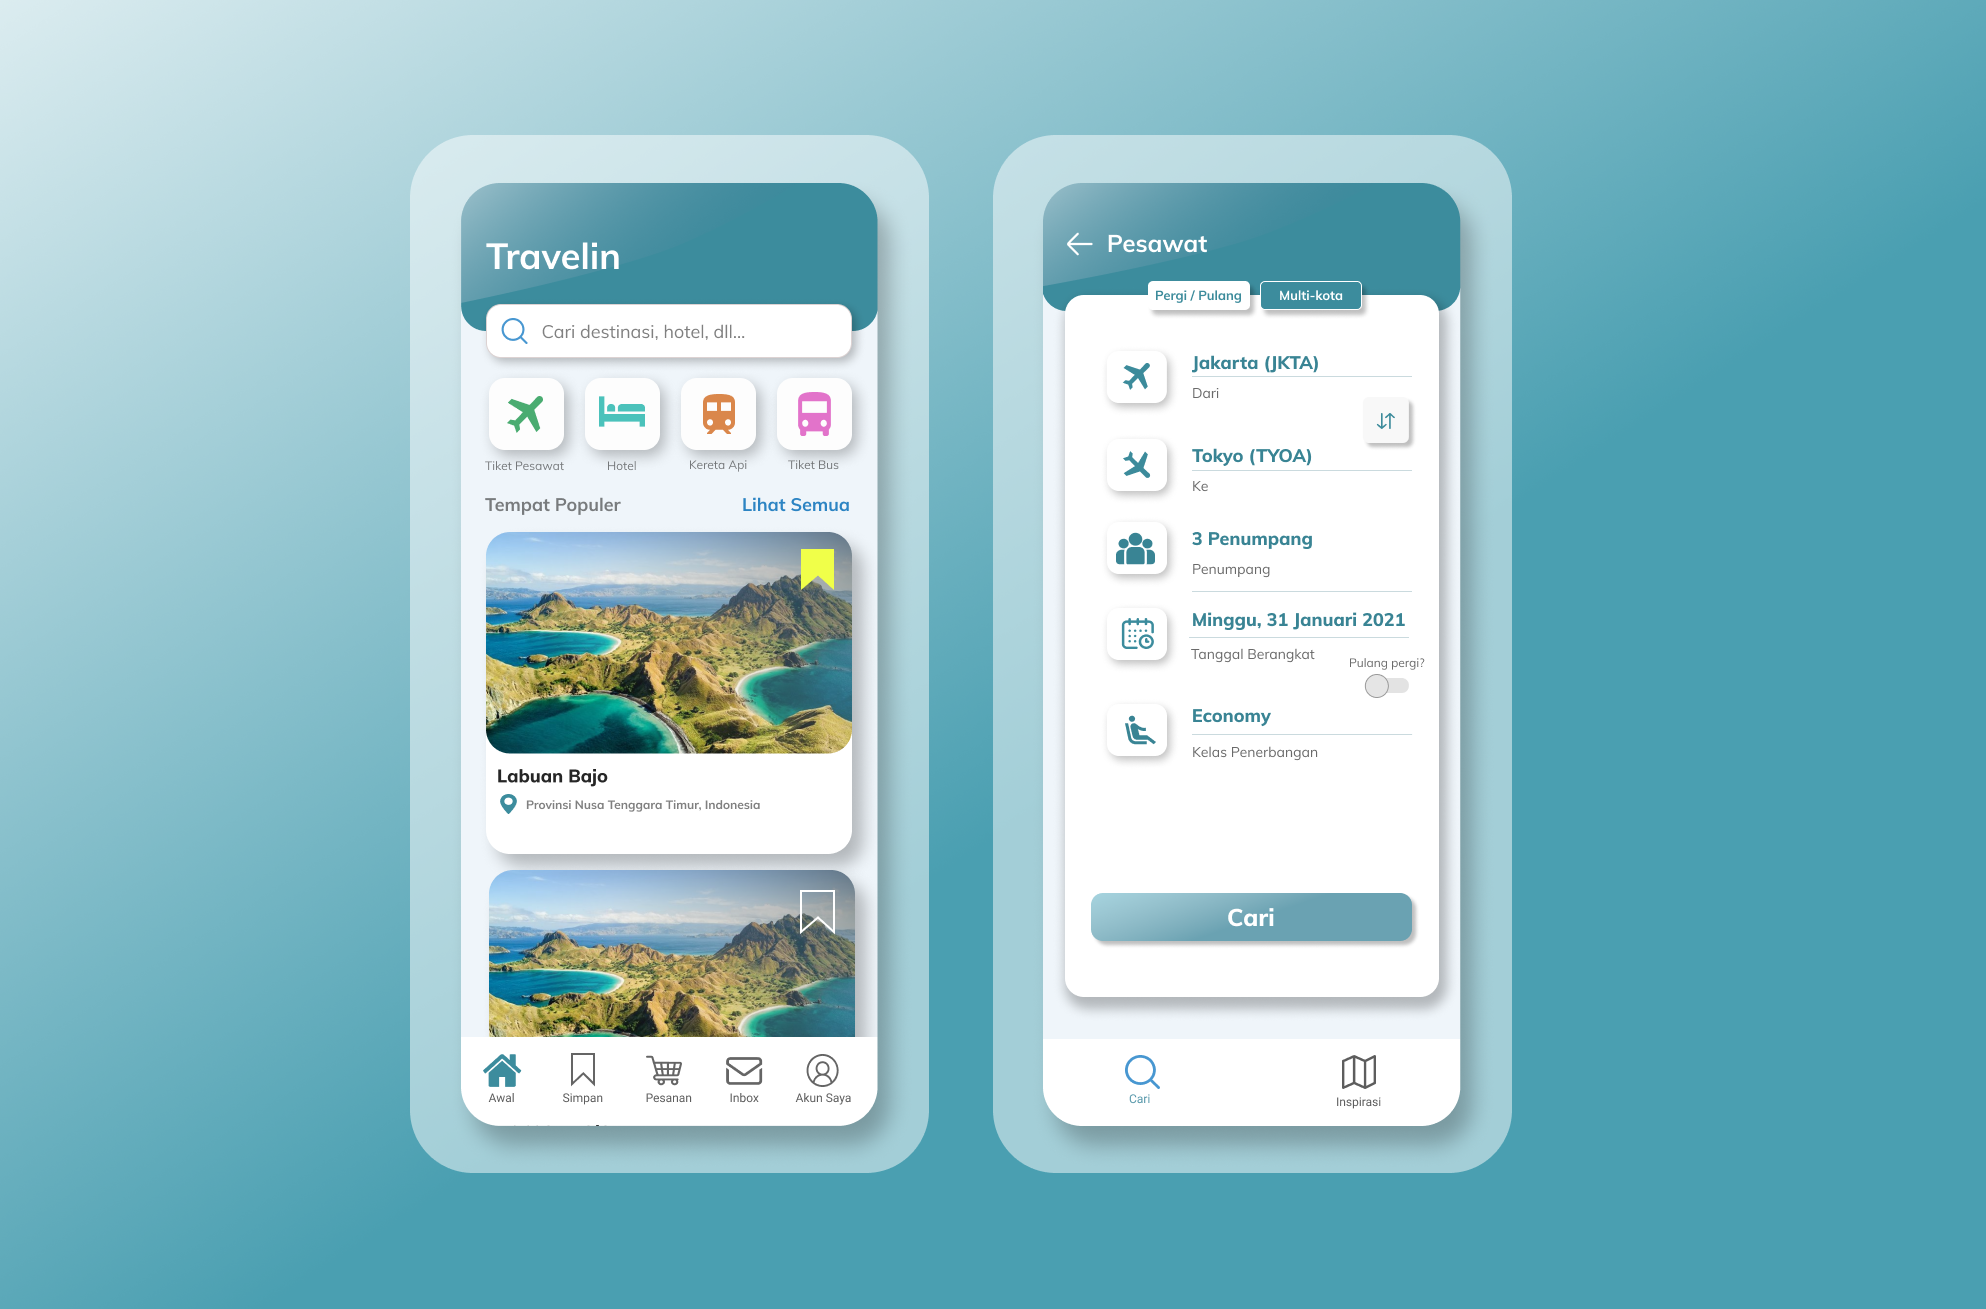 Travelin
Cari destinasi, hotel, dll...
Tiket Pesawat
Hotel
Kereta Api
Tiket Bus
Tempat Populer
Lihat Semua
Labuan Bajo
Provinsi Nusa Tenggara Timur, Indonesia
Awal
Simpan
Pesanan
Inbox
Akun Saya
Pesawat
Pergi / Pulang
Multi-kota
Jakarta (JKTA)
Dari
Tokyo (TYOA)
Ke
3 Penumpang
Penumpang
Minggu, 31 Januari 2021
Tanggal Berangkat
Pulang pergi?
Economy
Kelas Penerbangan
Cari
Cari
Inspirasi